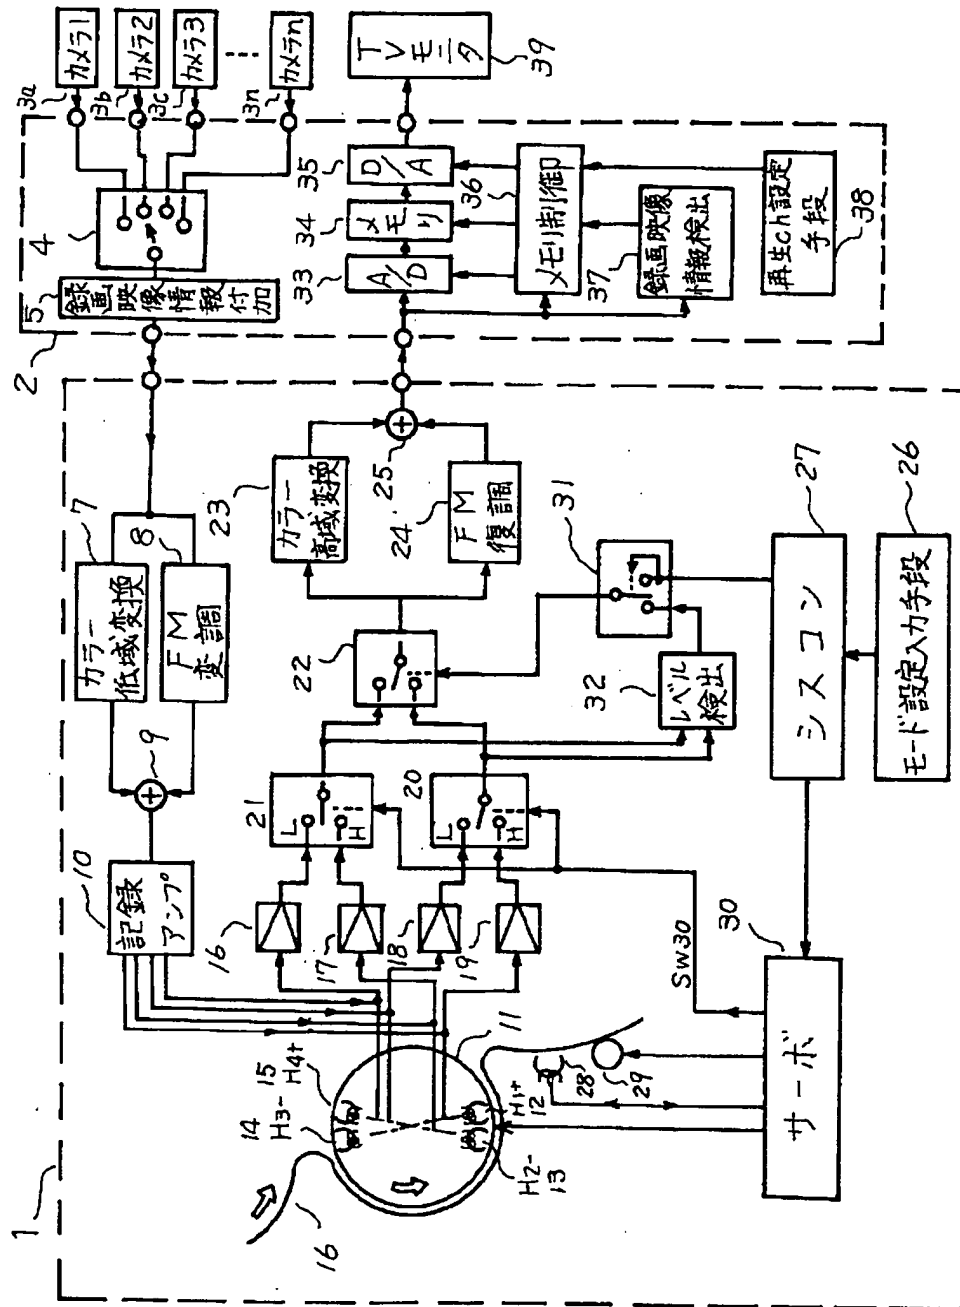 1
2
3a
カメラ1
3b
カメラ2
3c
カメラ3
3n
カメラn
4
5
録画映像情報付加
7
カラー
低域変換
8
FM
変調
9
10
記録
アンプ
11
H1+
12
H2-
13
14
H3-
15
H4+
16
16
17
18
19
20
L
H
21
L
H
22
23
カラー
高域変換
24
FM
復調
25
26
モード設定入力手段
27
シスコン
28
29
30
サーボ
SW30
31
32
レベル
検出
33
A/D
34
メモリ
35
D/A
36
メモリ制御
37
録画映像
情報検出
38
再生ch設定
手段
39
TVモニタ